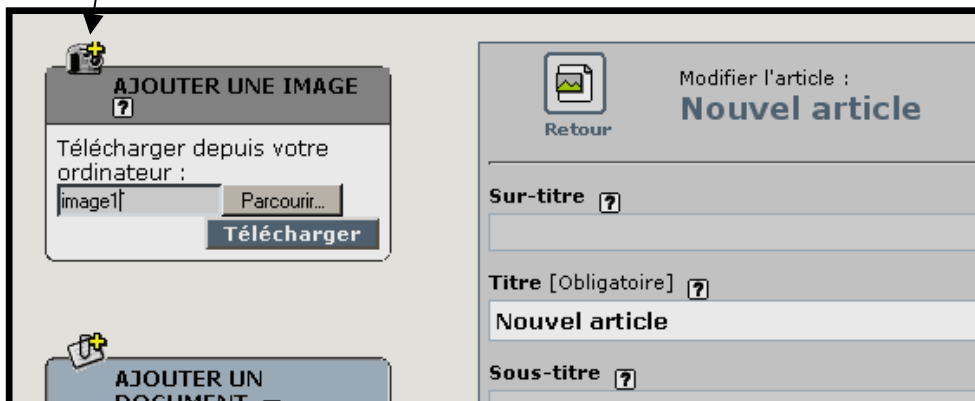 AJOUTER UNE IMAGE
?
Télécharger depuis votre
ordinateur :
image1
Parcourir...
Télécharger
AJOUTER UN
DOCUMENT
Retour
Modifier l'article :
Nouvel article
Sur-titre ?
Titre [Obligatoire] ?
Nouvel article
Sous-titre ?